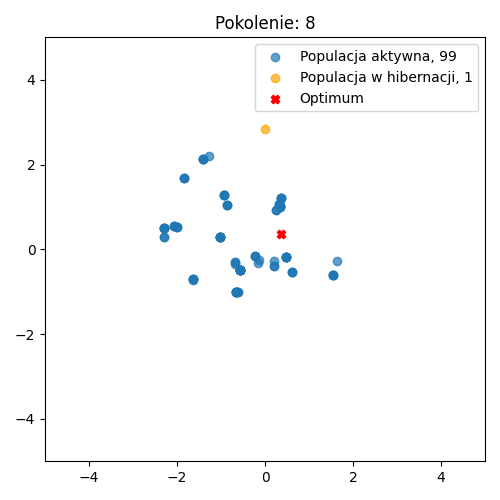 Pokolenie: 8
Populacja aktywna, 99
Populacja w hibernacji, 1
Optimum
4
2
0
−2
−4
−4
−2
0
2
4